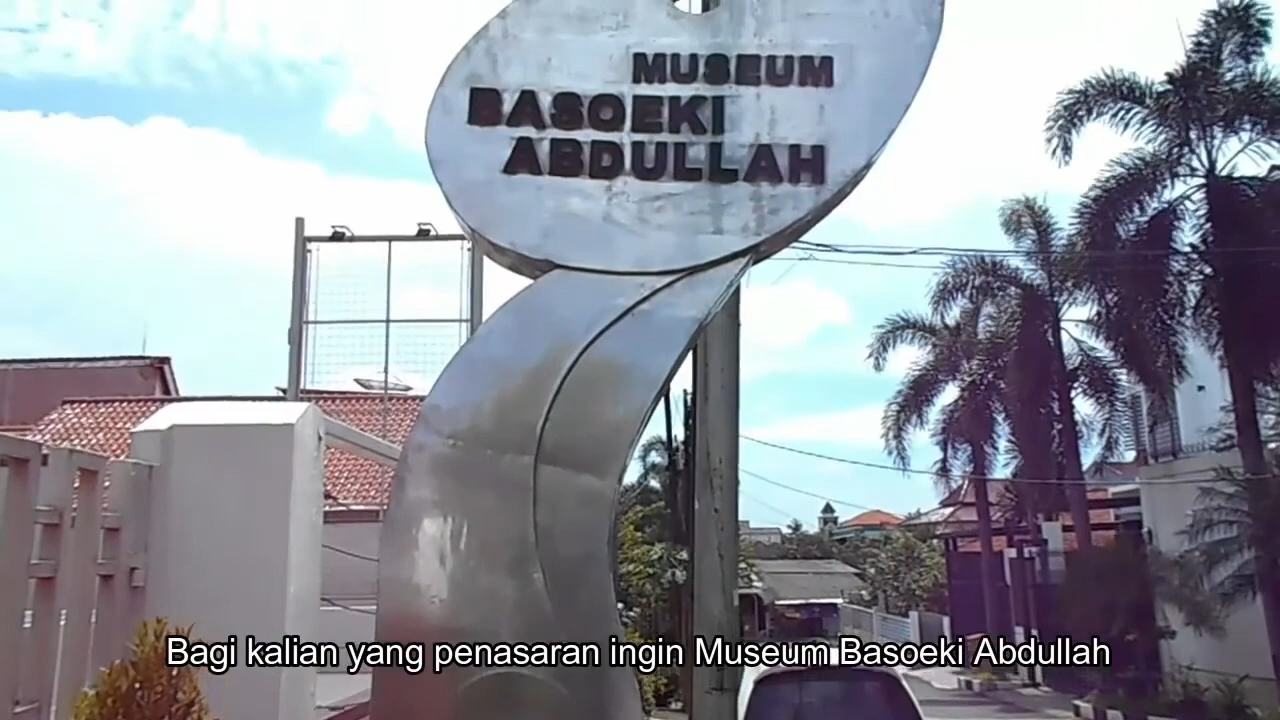 MUSEUM
BASOEKI
ABDULLAH
Bagi kalian yang penasaran ingin Museum Basoeki Abdullah